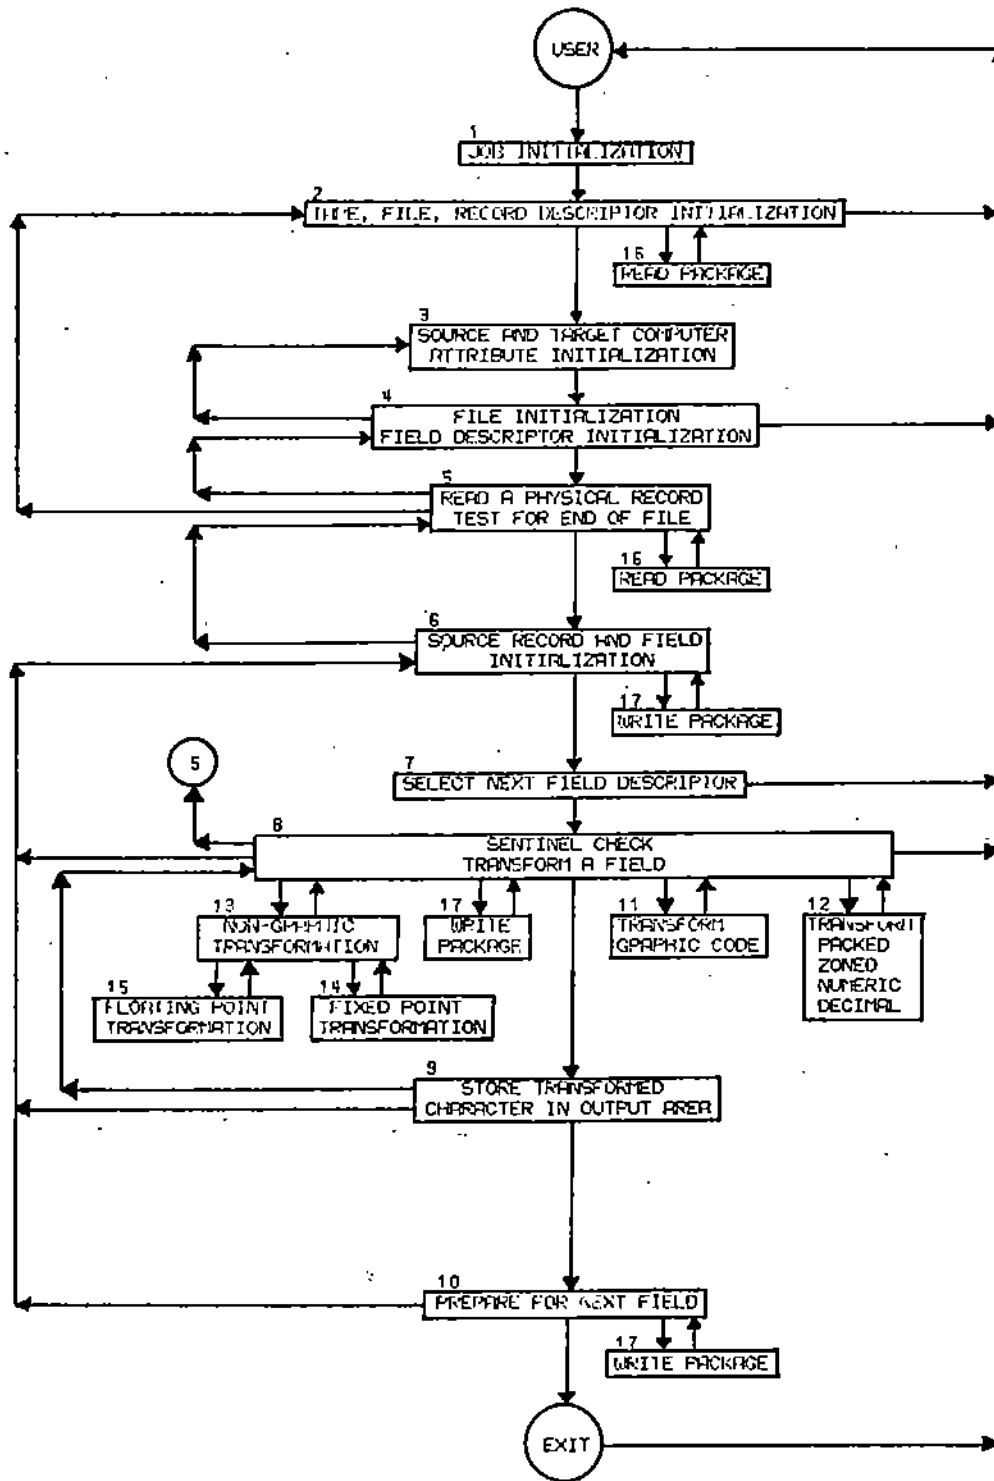 USER
1
JOB INITIALIZATION
2
TAPE, FILE, RECORD DESCRIPTOR INITIALIZATION
16
READ PACKAGE
3
SOURCE AND TARGET COMPUTER
ATTRIBUTE INITIALIZATION
4
FILE INITIALIZATION
FIELD DESCRIPTOR INITIALIZATION
5
READ A PHYSICAL RECORD
TEST FOR END OF FILE
16
READ PACKAGE
6
SOURCE RECORD AND FIELD
INITIALIZATION
17
WRITE PACKAGE
5
7
SELECT NEXT FIELD DESCRIPTOR
8
SENTINEL CHECK
TRANSFORM A FIELD
13
NON-GRAPHIC
TRANSFORMATION
17
WRITE
PACKAGE
11
TRANSFORM
GRAPHIC CODE
12
TRANSFORM
PACKED
ZONED
NUMERIC
DECIMAL
15
FLOATING POINT
TRANSFORMATION
14
FIXED POINT
TRANSFORMATION
9
STORE TRANSFORMED
CHARACTER IN OUTPUT AREA
10
PREPARE FOR NEXT FIELD
17
WRITE PACKAGE
EXIT